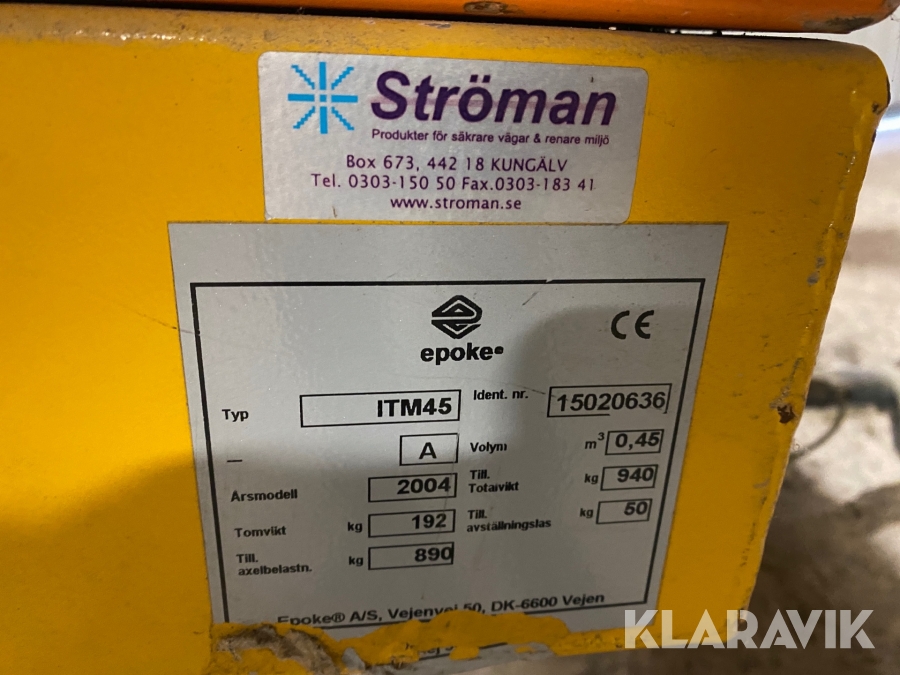 Ströman
Produkter för säkrare vägar & renare miljö
Box 673, 442 18 KUNGÄLV
Tel. 0303-150 50 Fax.0303-183 41
www.stroman.se
epoke®
CE
Typ ITM45 Ident. nr. 15020636
— A Volym m³ 0,45
Årsmodell 2004 Till. Totalvikt kg 940
Tomvikt kg 192 Till. avställningslas kg 50
Till. axelbelastn. kg 890
Epoke® A/S, Vejenvej 50, DK-6600 Vejen
KLARAVIK